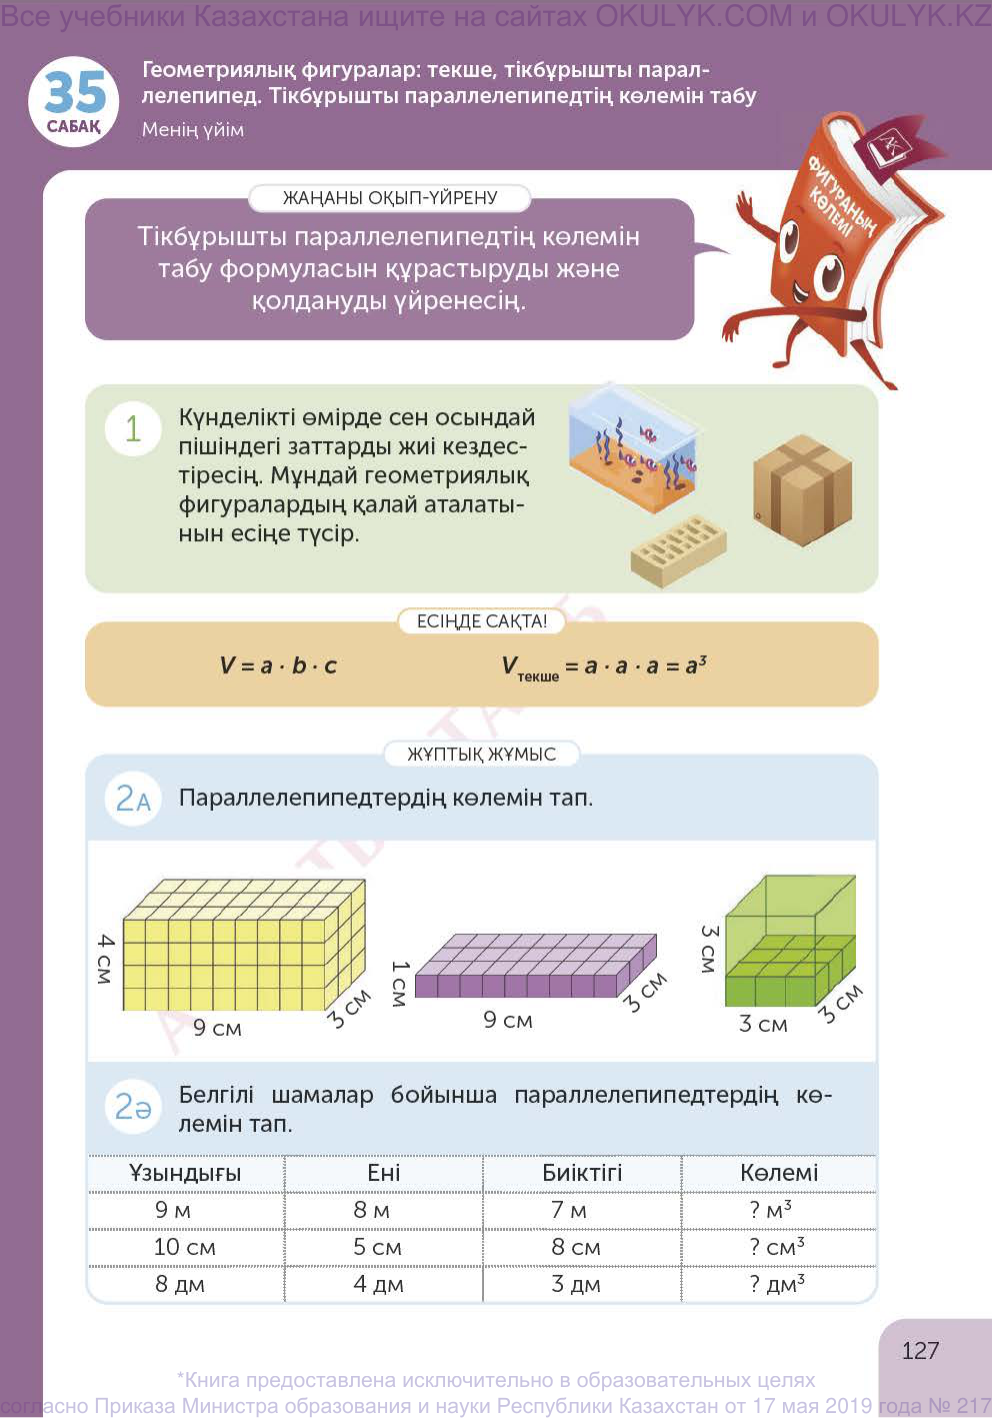 Все учебники Казахстана ищите на сайтах OKULYK.COM и OKULYK.KZ
35
САБАҚ
Геометриялық фигуралар: текше, тікбұрышты парал-
лелепипед. Тікбұрышты параллелепипедтің көлемін табу
Менің үйім
ФИГУРАНЫҢ
КӨЛЕМІ
ЖАҢАНЫ ОҚЫП-ҮЙРЕНУ
Тікбұрышты параллелепипедтің көлемін
табу формуласын құрастыруды және
қолдануды үйренесің.
1
Күнделікті өмірде сен осындай
пішіндегі заттарды жиі кездес-
тіресің. Мұндай геометриялық
фигуралардың қалай аталаты-
нын есіңе түсір.
ЕСІҢДЕ САҚТА!
V = a · b · c
V текше = a · a · a = a³
ЖҰПТЫҚ ЖҰМЫС
2А
Параллелепипедтердің көлемін тап.
4 см
9 см
3 см
1 см
9 см
3 см
3 см
3 см
3 см
2ә
Белгілі шамалар бойынша параллелепипедтердің кө-
лемін тап.
Ұзындығы Ені Биіктігі Көлемі
9 м 8 м 7 м ? м³
10 см 5 см 8 см ? см³
8 дм 4 дм 3 дм ? дм³
127
*Книга предоставлена исключительно в образовательных целях
согласно Приказа Министра образования и науки Республики Казахстан от 17 мая 2019 года № 217